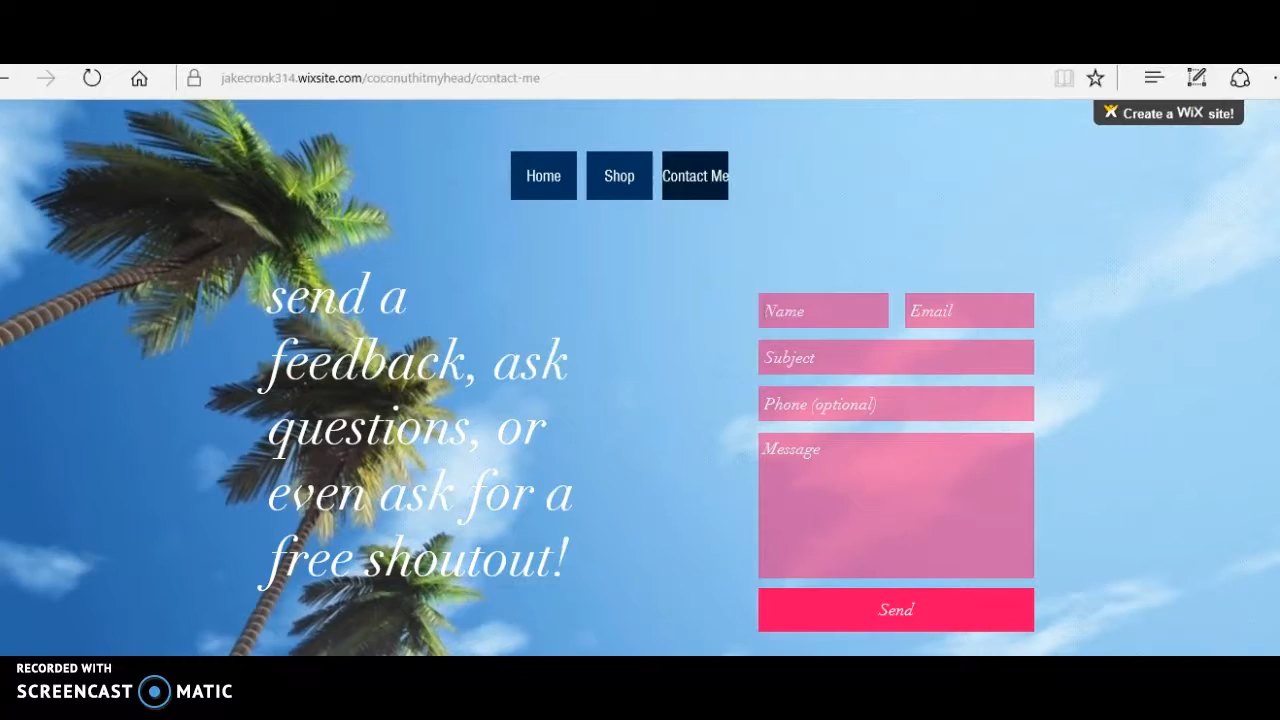 jakecronk314.wixsite.com/coconuthitmyhead/contact-me
Create a WiX site!
Home
Shop
Contact Me
send a
feedback, ask
questions, or
even ask for a
free shoutout!
Name
Email
Subject
Phone (optional)
Message
Send
RECORDED WITH
SCREENCAST MATIC